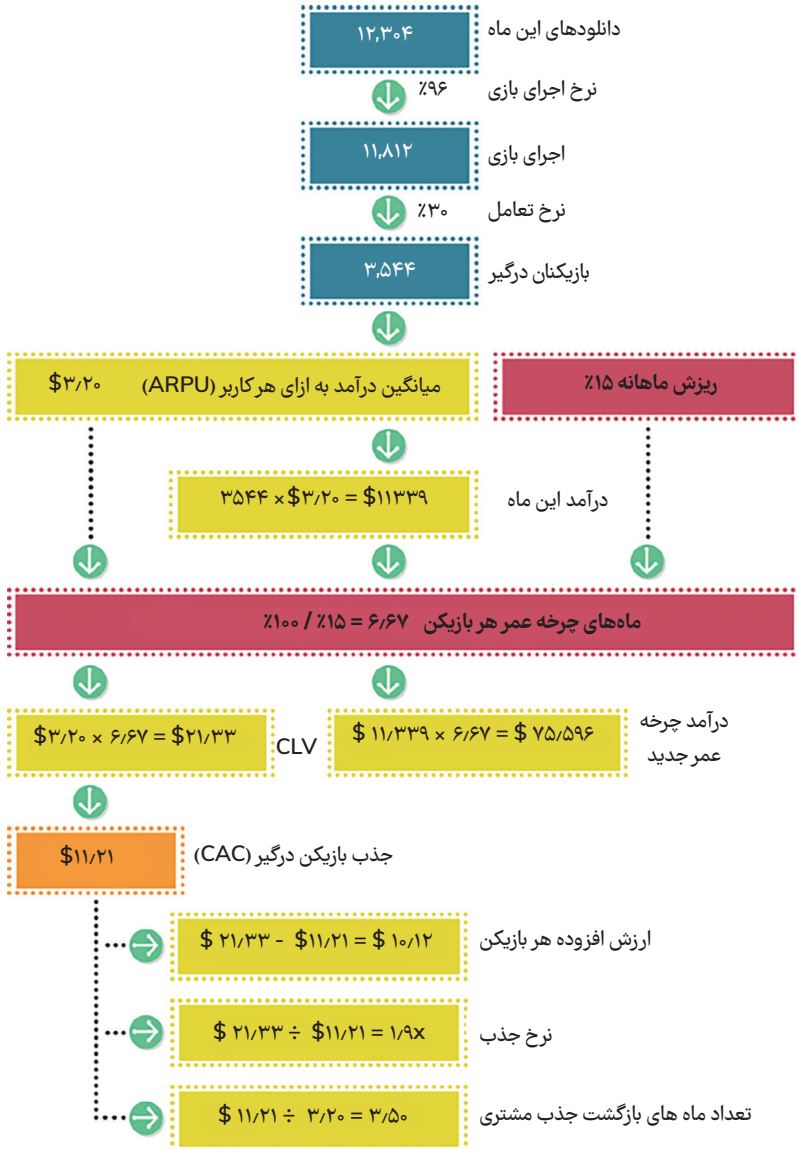 دانلودهای این ماه
۱۲,۳۰۴
نرخ اجرای بازی ٪۹۶
اجرای بازی
۱۱,۸۱۲
نرخ تعامل ٪۳۰
بازیکنان درگیر
۳,۵۴۴
ریزش ماهانه ۱۵٪
میانگین درآمد به ازای هر کاربر (ARPU) $۳٫۲۰
درآمد این ماه
۳۵۴۴ × $۳٫۲۰ = $۱۱۳۳۹
ماه‌های چرخه عمر هر بازیکن ٪۱۰۰ / ٪۱۵ = ۶٫۶۷
درآمد چرخه
عمر جدید
$ ۱۱٫۳۳۹ × ۶٫۶۷ = $ ۷۵٫۵۹۶
CLV
$۳٫۲۰ × ۶٫۶۷ = $۲۱٫۳۳
جذب بازیکن درگیر (CAC)
$۱۱٫۲۱
ارزش افزوده هر بازیکن
$ ۲۱٫۳۳ - $۱۱٫۲۱ = $ ۱۰٫۱۲
نرخ جذب
$ ۲۱٫۳۳ ÷ $۱۱٫۲۱ = ۱٫۹x
تعداد ماه های بازگشت جذب مشتری
$ ۱۱٫۲۱ ÷ ۳٫۲۰ = ۳٫۵۰